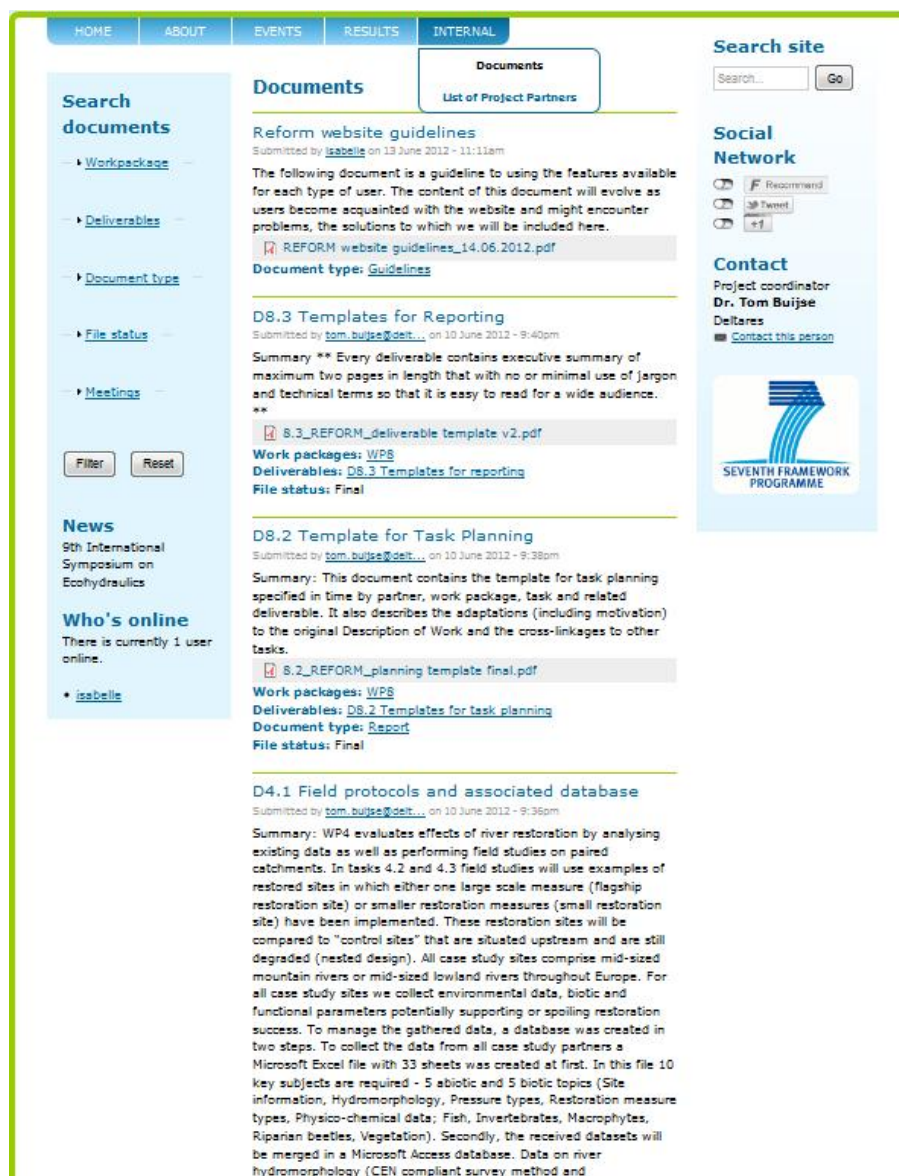 HOME ABOUT EVENTS RESULTS INTERNAL
Documents
List of Project Partners
Search
documents
Workpackage
Deliverables
Document type
File status
Meetings
Filter Reset
News
9th International
Symposium on
Ecohydraulics
Who's online
There is currently 1 user
online.
• isabelle
Documents
Reform website guidelines
Submitted by isabelle on 13 June 2012 - 11:11am
The following document is a guideline to using the features available
for each type of user. The content of this document will evolve as
users become acquainted with the website and might encounter
problems, the solutions to which we will be included here.
REFORM website guidelines_14.06.2012.pdf
Document type: Guidelines
D8.3 Templates for Reporting
Submitted by tom.buijse@delt... on 10 June 2012 - 9:40pm
Summary ** Every deliverable contains executive summary of
maximum two pages in length that with no or minimal use of jargon
and technical terms so that it is easy to read for a wide audience.
**
8.3_REFORM_deliverable template v2.pdf
Work packages: WP8
Deliverables: D8.3 Templates for reporting
File status: Final
D8.2 Template for Task Planning
Submitted by tom.buijse@delt... on 10 June 2012 - 9:38pm
Summary: This document contains the template for task planning
specified in time by partner, work package, task and related
deliverable. It also describes the adaptations (including motivation)
to the original Description of Work and the cross-linkages to other
tasks.
8.2_REFORM_planning template final.pdf
Work packages: WP8
Deliverables: D8.2 Templates for task planning
Document type: Report
File status: Final
D4.1 Field protocols and associated database
Submitted by tom.buijse@delt... on 10 June 2012 - 9:36pm
Summary: WP4 evaluates effects of river restoration by analysing
existing data as well as performing field studies on paired
catchments. In tasks 4.2 and 4.3 field studies will use examples of
restored sites in which either one large scale measure (flagship
restoration site) or smaller restoration measures (small restoration
site) have been implemented. These restoration sites will be
compared to "control sites" that are situated upstream and are still
degraded (nested design). All case study sites comprise mid-sized
mountain rivers or mid-sized lowland rivers throughout Europe. For
all case study sites we collect environmental data, biotic and
functional parameters potentially supporting or spoiling restoration
success. To manage the gathered data, a database was created in
two steps. To collect the data from all case study partners a
Microsoft Excel file with 33 sheets was created at first. In this file 10
key subjects are required - 5 abiotic and 5 biotic topics (Site
information, Hydromorphology, Pressure types, Restoration measure
types, Physico-chemical data; Fish, Invertebrates, Macrophytes,
Riparian beetles, Vegetation). Secondly, the received datasets will
be merged in a Microsoft Access database. Data on river
hydromorphology (CEN compliant survey method and
Search site
Search... Go
Social
Network
Recommend
Tweet
+1
Contact
Project coordinator
Dr. Tom Buijse
Deltares
Contact this person
SEVENTH FRAMEWORK
PROGRAMME